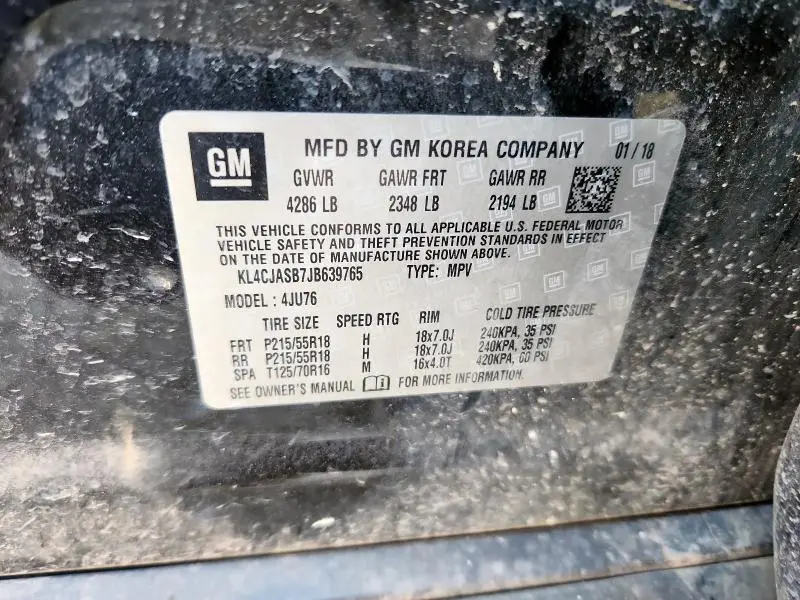 GM
MFD BY GM KOREA COMPANY 01/18
GVWR GAWR FRT GAWR RR
4286 LB 2348 LB 2194 LB
THIS VEHICLE CONFORMS TO ALL APPLICABLE U.S. FEDERAL MOTOR
VEHICLE SAFETY AND THEFT PREVENTION STANDARDS IN EFFECT
ON THE DATE OF MANUFACTURE SHOWN ABOVE.
KL4CJASB7JB639765 TYPE: MPV
MODEL : 4JU76
TIRE SIZE SPEED RTG RIM COLD TIRE PRESSURE
FRT P215/55R18 H 18x7.0J 240KPA, 35 PSI
RR P215/55R18 H 18x7.0J 240KPA, 35 PSI
SPA T125/70R16 M 16x4.0T 420KPA, 60 PSI
SEE OWNER'S MANUAL FOR MORE INFORMATION.